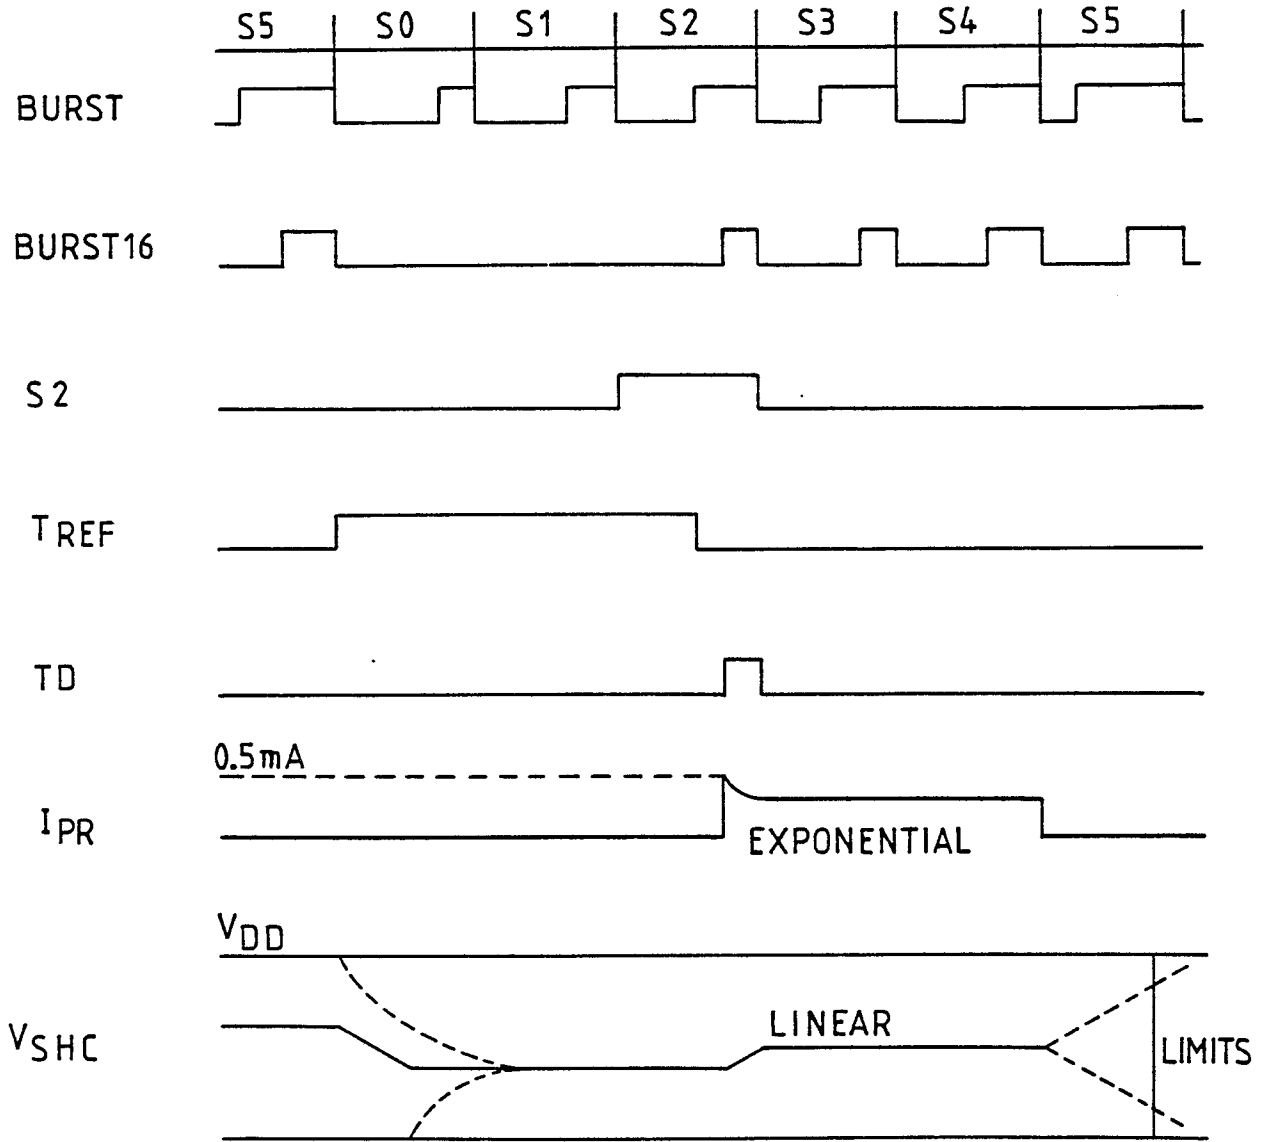 S5 S0 S1 S2 S3 S4 S5
BURST
BURST16
S2
TREF
TD
0.5mA
IPR
EXPONENTIAL
VDD
VSHC
LINEAR
LIMITS